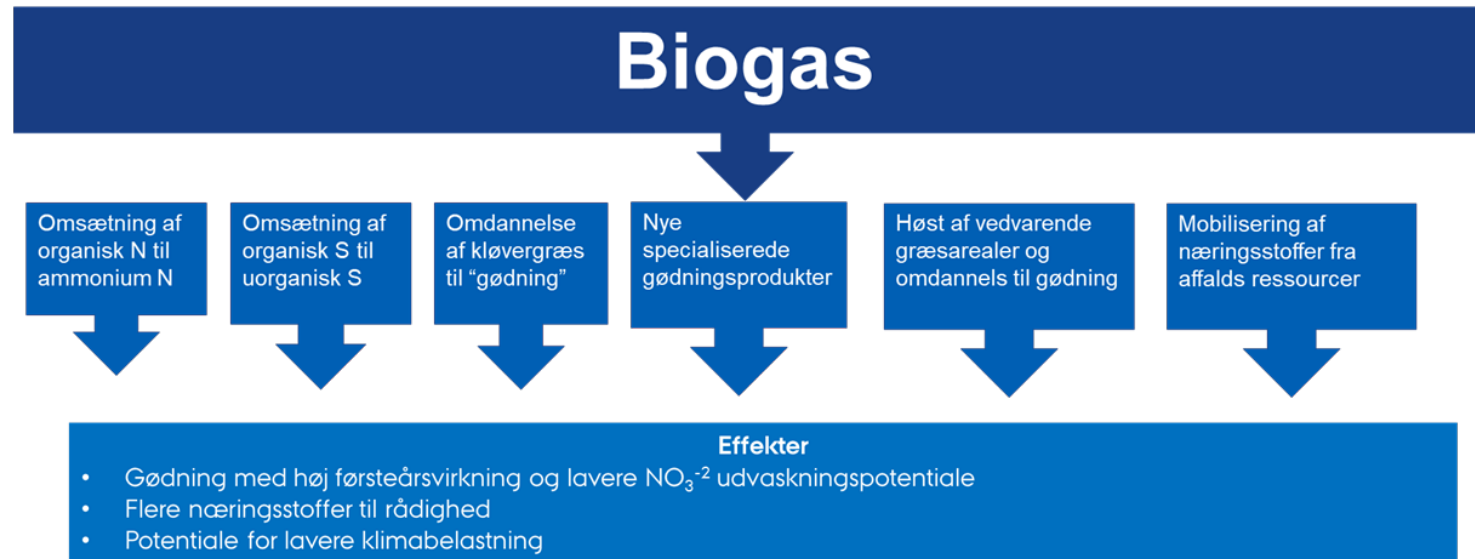 Biogas
Omsætning af
organisk N til
ammonium N
Omsætning af
organisk S til
uorganisk S
Omdannelse
af kløvergræs
til “gødning”
Nye
specialiserede
gødningsprodukter
Høst af vedvarende
græsarealer og
omdannels til gødning
Mobilisering af
næringsstoffer fra
affalds ressourcer
Effekter
• Gødning med høj førsteårsvirkning og lavere NO₃⁻² udvaskningspotentiale
• Flere næringsstoffer til rådighed
• Potentiale for lavere klimabelastning